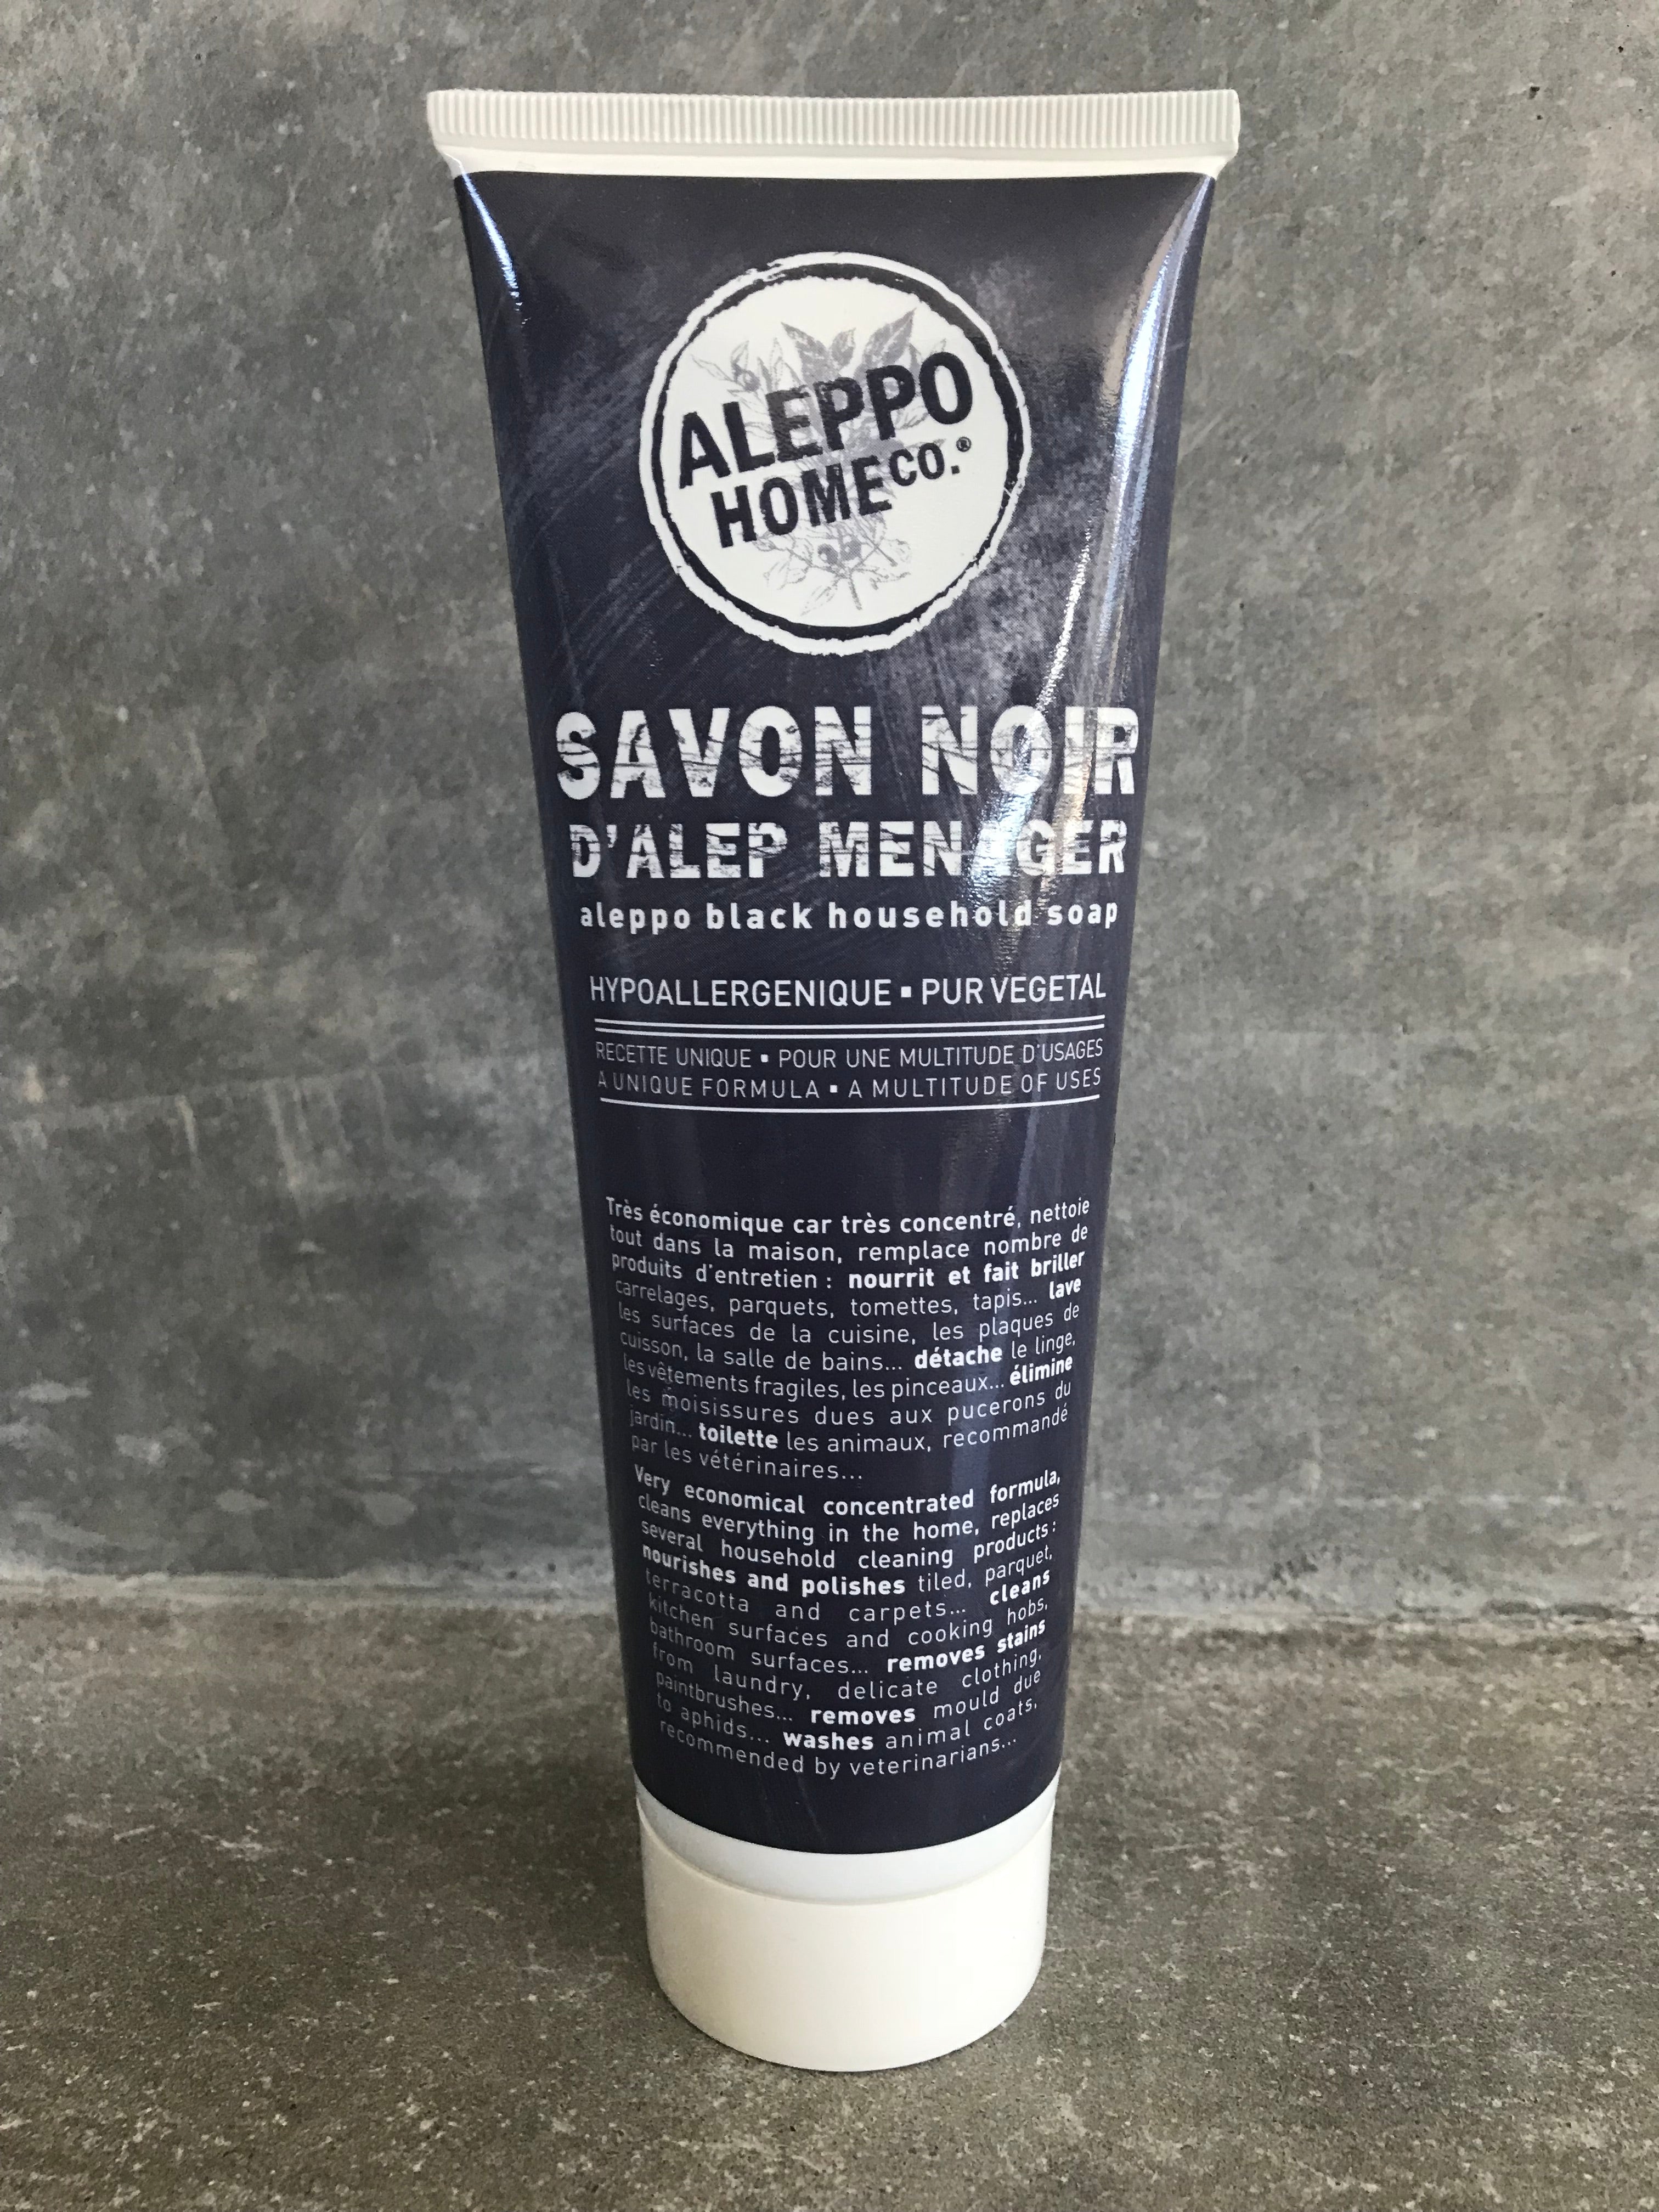 ALEPPO
HOME CO.®
SAVON NOIR
D'ALEP MENAGER
aleppo black household soap
HYPOALLERGENIQUE ▪ PUR VEGETAL
RECETTE UNIQUE ▪ POUR UNE MULTITUDE D'USAGES
A UNIQUE FORMULA ▪ A MULTITUDE OF USES
Très économique car très concentré, nettoie
tout dans la maison, remplace nombre de
produits d'entretien : nourrit et fait briller
carrelages, parquets, tomettes, tapis... lave
les surfaces de la cuisine, les plaques de
cuisson, la salle de bains... détache le linge,
les vêtements fragiles, les pinceaux... élimine
les moisissures dues aux pucerons du
jardin... toilette les animaux, recommandé
par les vétérinaires...
Very economical concentrated formula,
cleans everything in the home, replaces
several household cleaning products :
nourishes and polishes tiled, parquet,
terracotta and carpets... cleans
kitchen surfaces and cooking hobs,
bathroom surfaces... removes stains
from laundry, delicate clothing,
paintbrushes... removes mould due
to aphids... washes animal coats,
recommended by veterinarians...